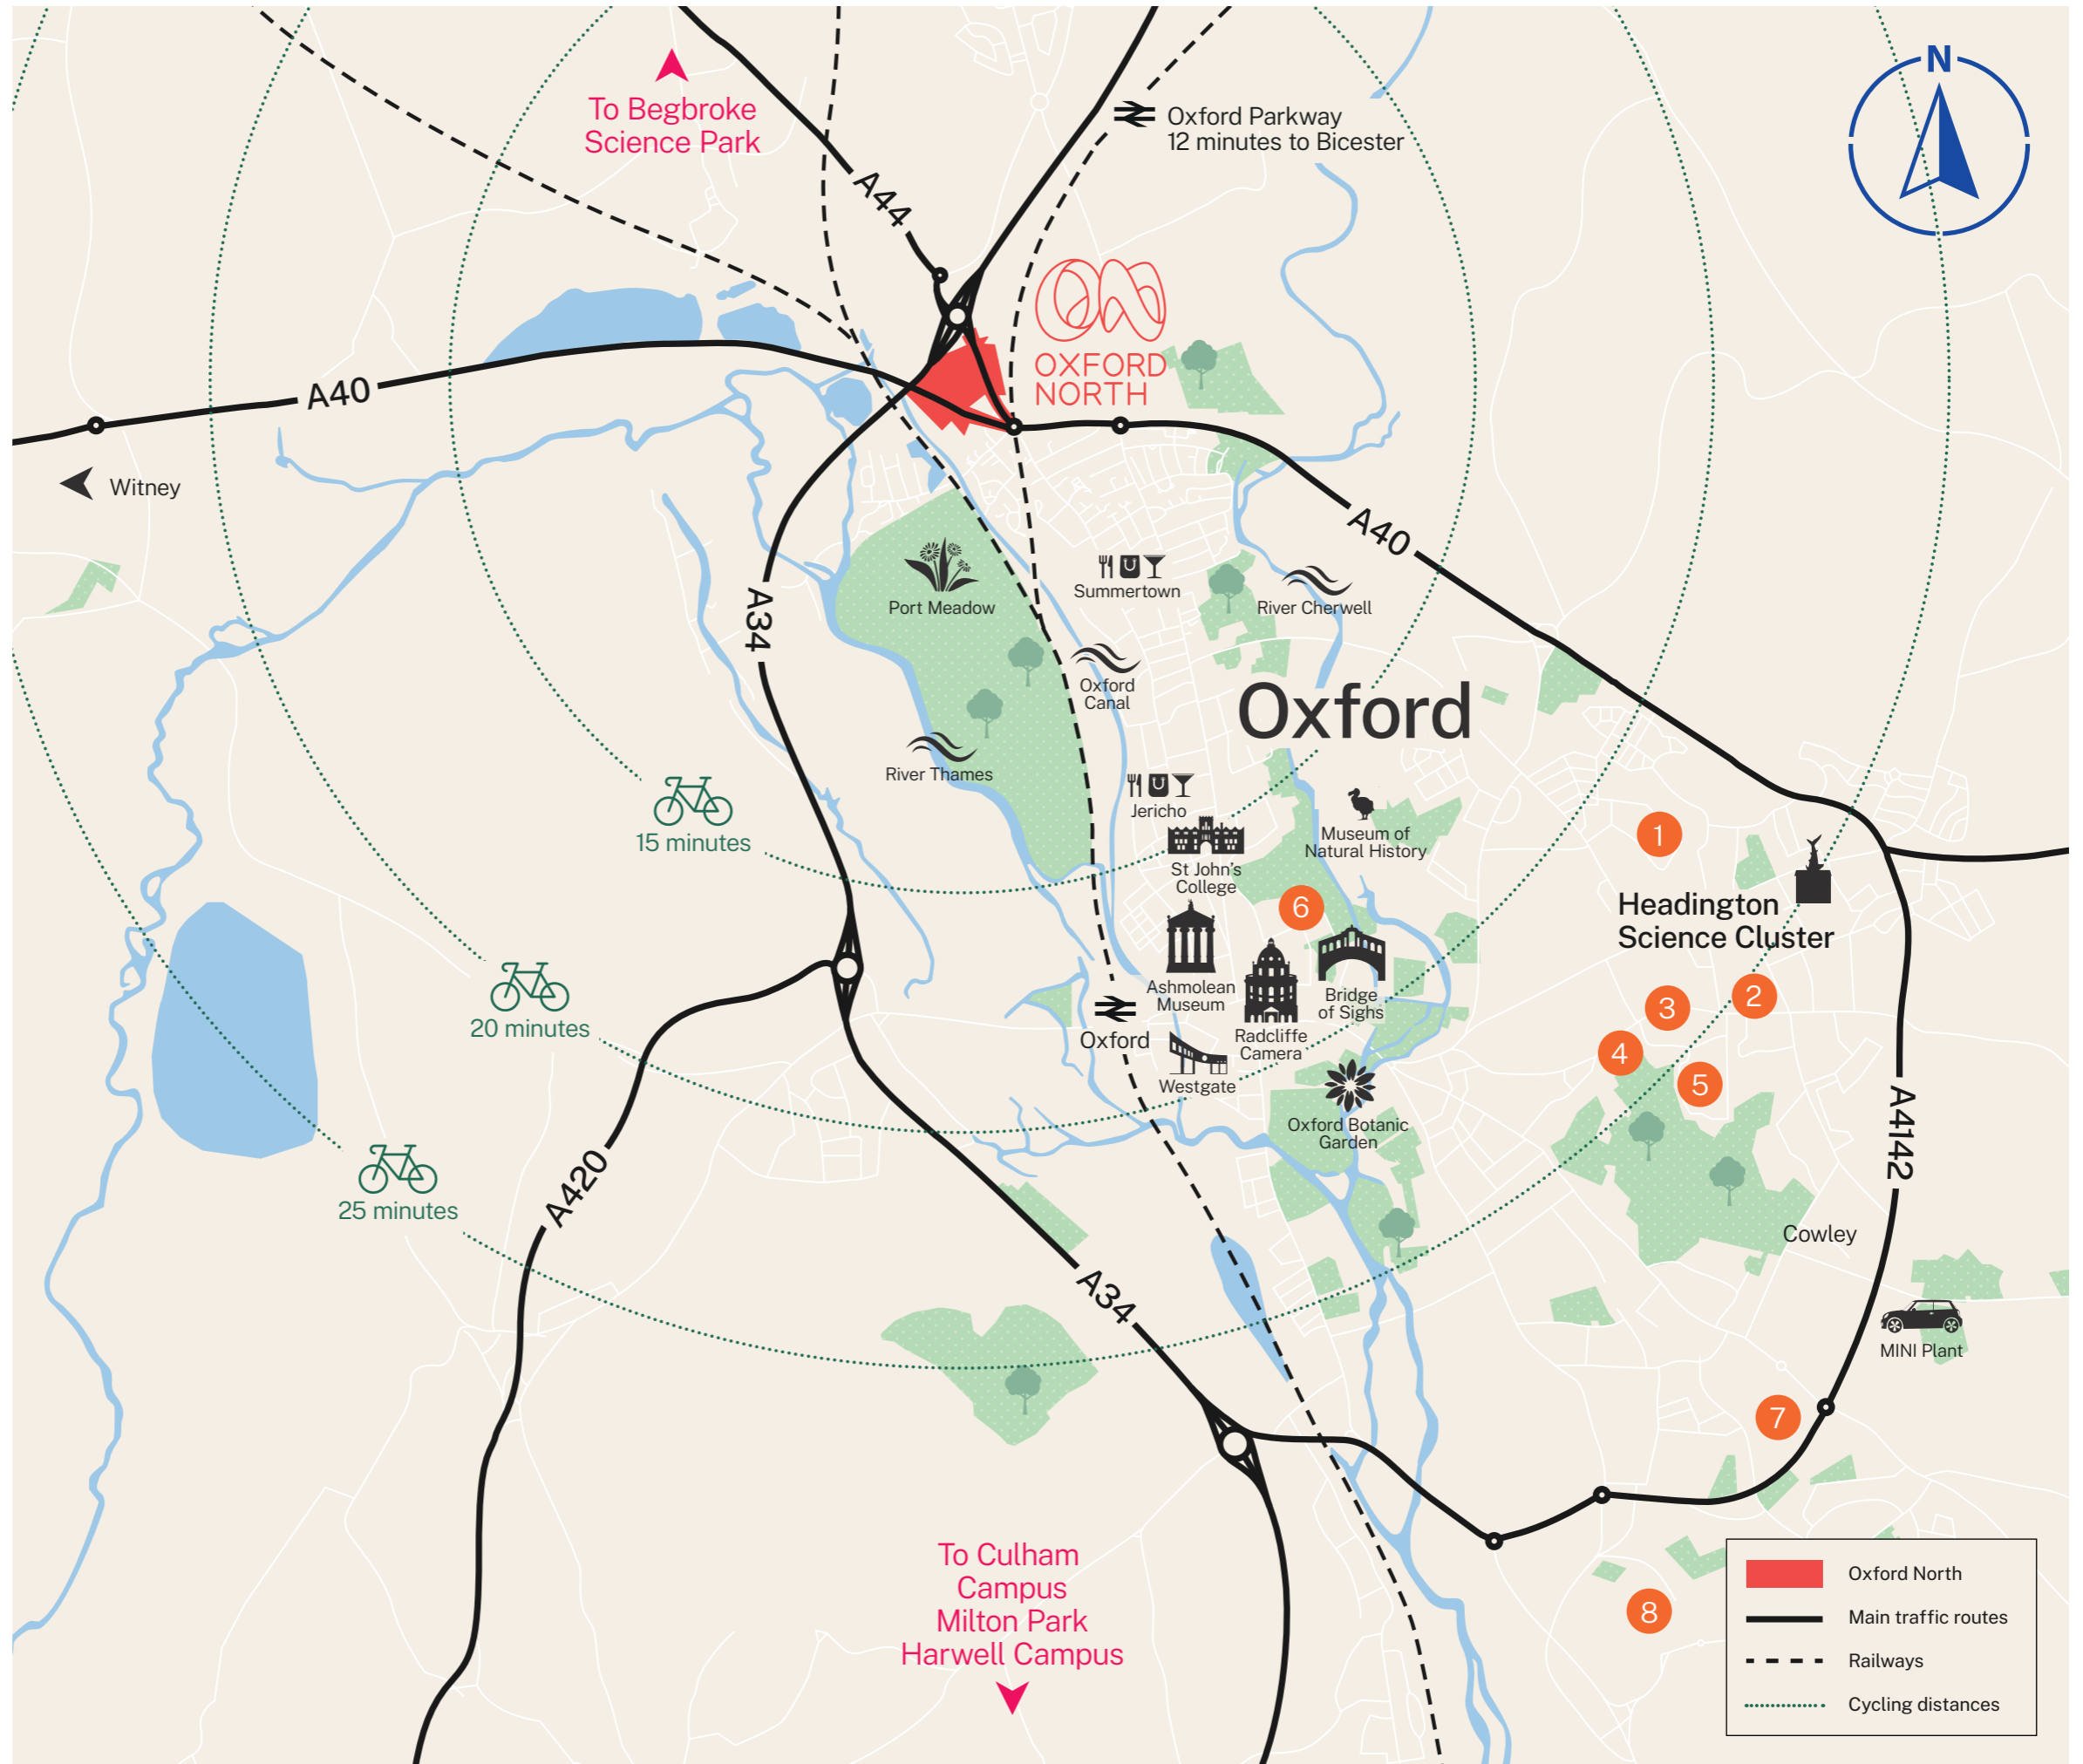 N
To Begbroke
Science Park
Oxford Parkway
12 minutes to Bicester
A44
OXFORD
NORTH
A40
Witney
A40
A34
Port Meadow
Summertown
River Cherwell
Oxford
Canal
Oxford
River Thames
Jericho
15 minutes
Museum of
Natural History
1
St John's
College
6
Headington
Science Cluster
Ashmolean
Museum
Bridge
of Sighs
2
3
20 minutes
Oxford
Radcliffe
Camera
4
5
Westgate
Oxford Botanic
Garden
A4142
25 minutes
A420
Cowley
A34
MINI Plant
7
To Culham
Campus
Milton Park
Harwell Campus
8
Oxford North
Main traffic routes
Railways
Cycling distances